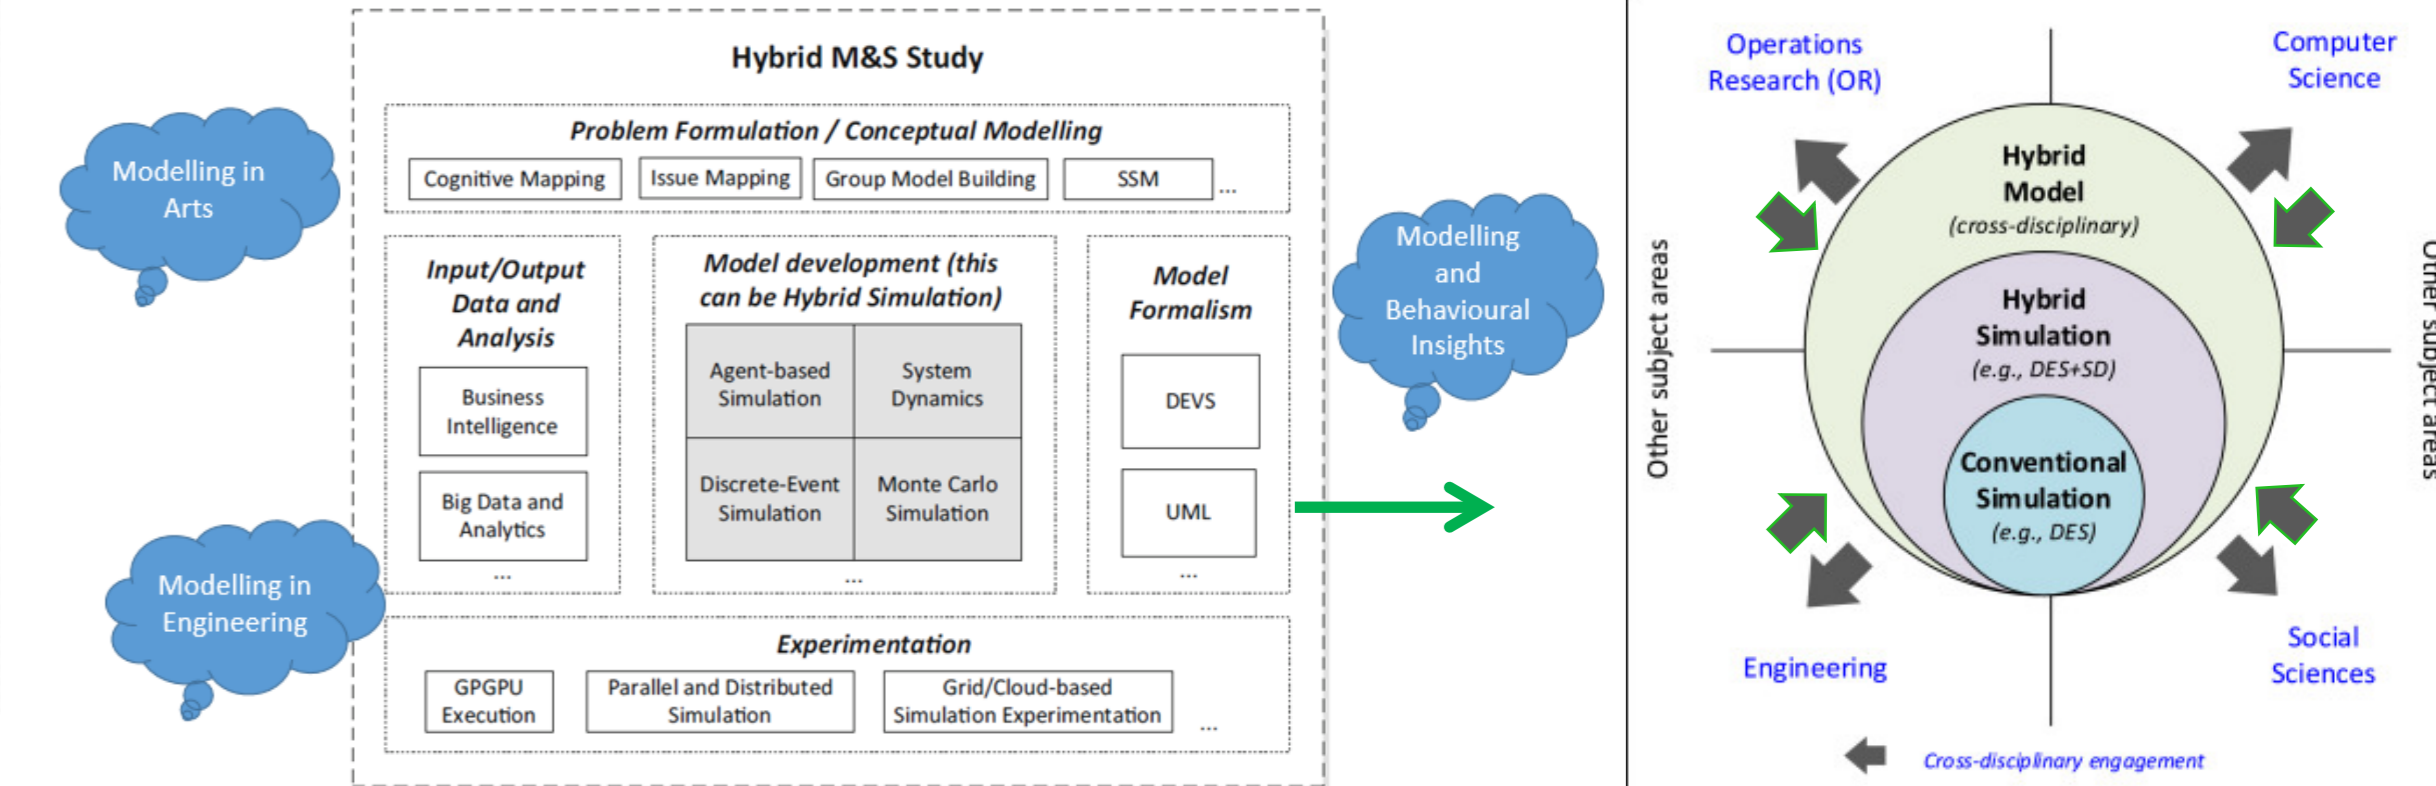 Hybrid M&S Study
Problem Formulation / Conceptual Modelling
Cognitive Mapping
Issue Mapping
Group Model Building
SSM
...
Input/Output
Data and
Analysis
Business
Intelligence
Big Data and
Analytics
...
Model development (this
can be Hybrid Simulation)
Agent-based
Simulation
System
Dynamics
Discrete-Event
Simulation
Monte Carlo
Simulation
...
Model
Formalism
DEVS
UML
...
Experimentation
GPGPU
Execution
Parallel and Distributed
Simulation
Grid/Cloud-based
Simulation Experimentation
...
Modelling in
Arts
Modelling in
Engineering
Modelling
and
Behavioural
Insights
Operations
Research (OR)
Computer
Science
Other subject areas
Hybrid
Model
(cross-disciplinary)
Hybrid
Simulation
(e.g., DES+SD)
Conventional
Simulation
(e.g., DES)
Other subject areas
Engineering
Social
Sciences
Cross-disciplinary engagement